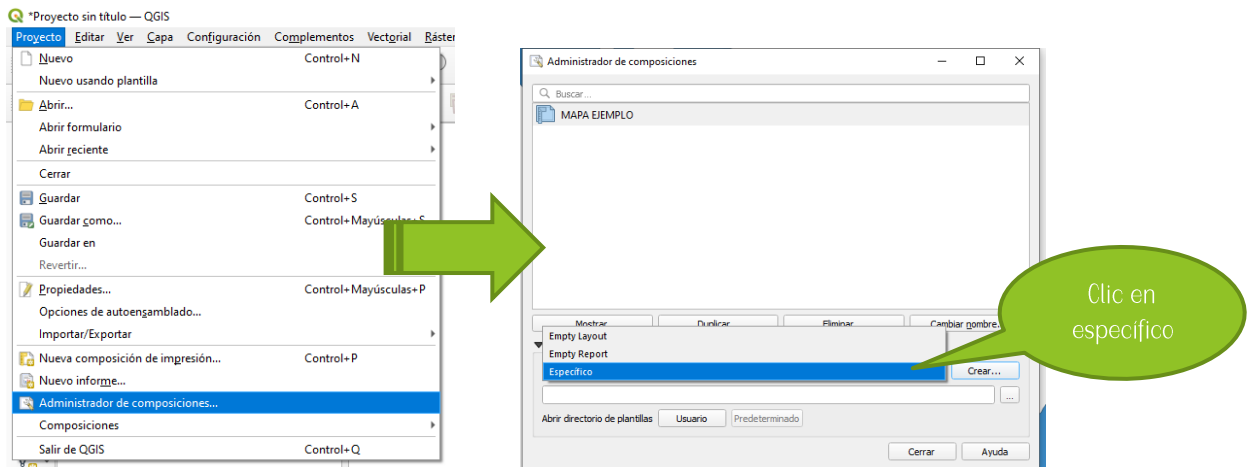 *Proyecto sin título — QGIS
Proyecto Editar Ver Capa Configuración Complementos Vectorial Ráster
Nuevo Control+N
Nuevo usando plantilla
Abrir... Control+A
Abrir formulario
Abrir reciente
Cerrar
Guardar Control+S
Guardar como... Control+Mayúsculas+S
Guardar en
Revertir...
Propiedades... Control+Mayúsculas+P
Opciones de autoensamblado...
Importar/Exportar
Nueva composición de impresión... Control+P
Nuevo informe...
Administrador de composiciones...
Composiciones
Salir de QGIS Control+Q
Administrador de composiciones
Buscar...
MAPA EJEMPLO
Mostrar Duplicar Eliminar Cambiar nombre...
Empty Layout
Empty Report
Específico
Crear...
...
Abrir directorio de plantillas Usuario Predeterminado
Cerrar Ayuda
Clic en
específico